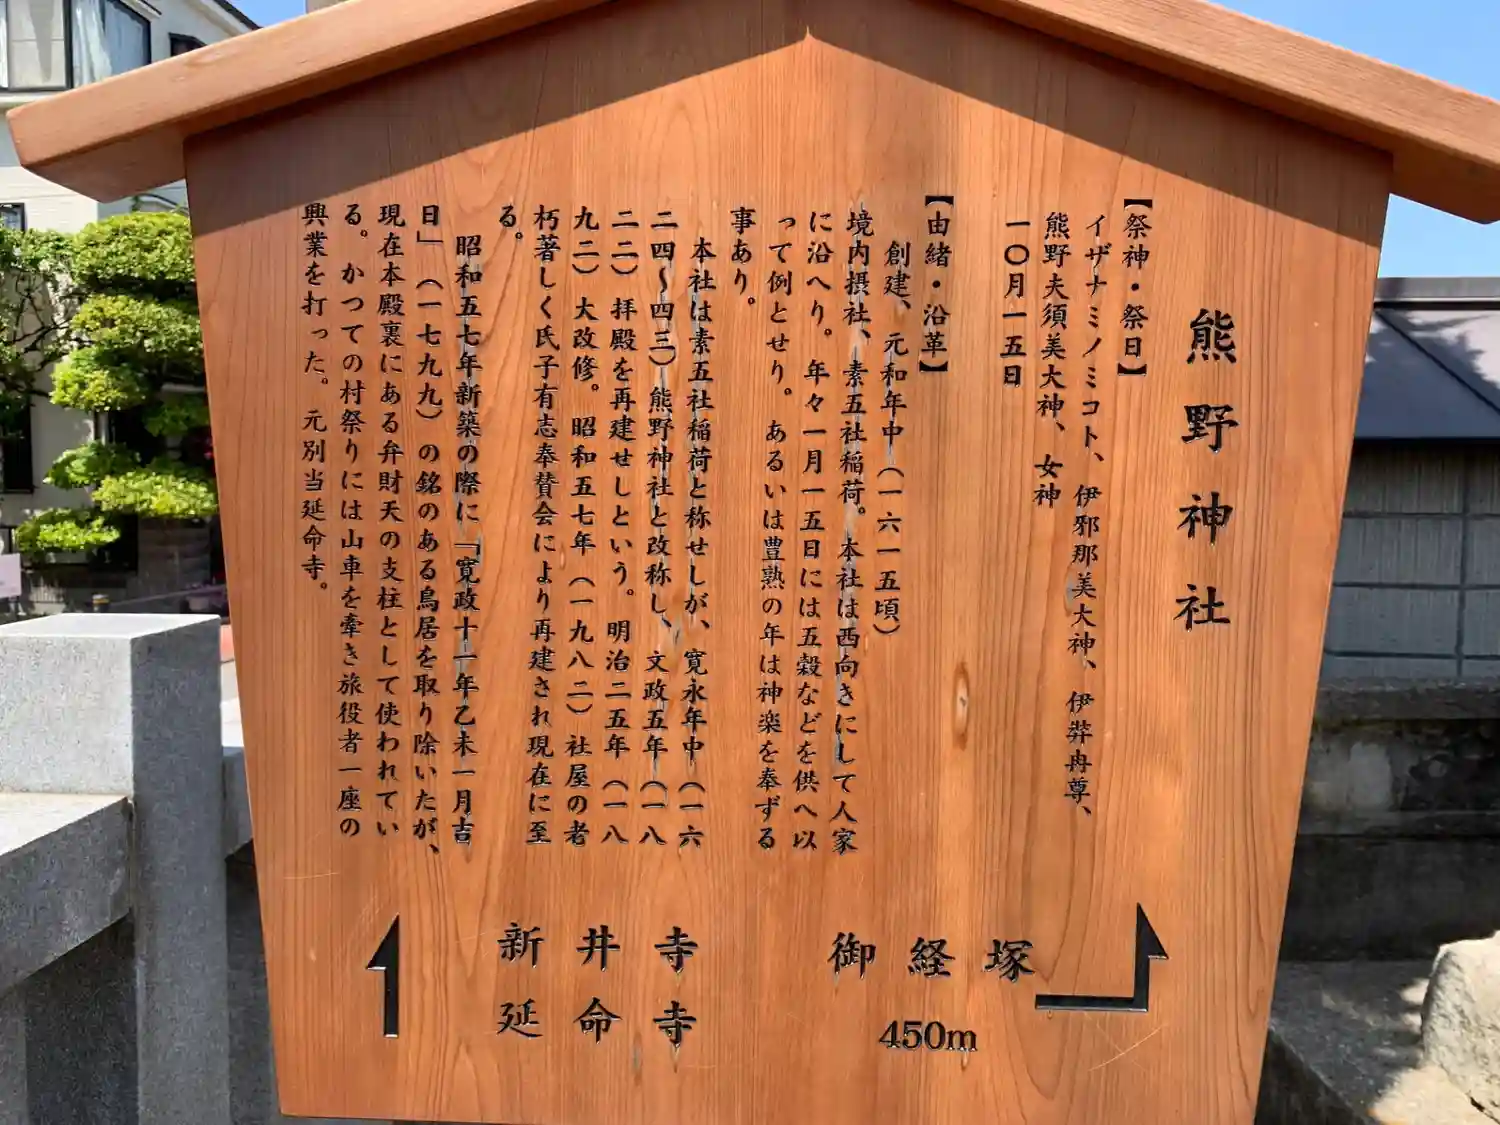 熊野神社
【祭神・祭日】
イザナミノミコト、伊邪那美大神、伊弉冉尊、
熊野夫須美大神、女神
一〇月一五日
【由緒・沿革】
創建、元和年中（一六一五頃）
境内摂社、素五社稲荷。本社は西向きにして人家
に沿へり。年々一月一五日には五穀などを供へ以
って例とせり。あるいは豊熟の年は神楽を奉ずる
事あり。
本社は素五社稲荷と称せしが、寛永年中（一六
二四〜四三）熊野神社と改称し、文政五年（一八
二二）拝殿を再建せしという。明治二五年（一八
九二）大改修。昭和五七年（一九八二）社屋の老
朽著しく氏子有志奉賛会により再建され現在に至
る。
昭和五七年新築の際に「寛政十一年乙未一月吉
日」（一七九九）の銘のある鳥居を取り除いたが、
現在本殿裏にある弁財天の支柱として使われてい
る。かつての村祭りには山車を牽き旅役者一座の
興業を打った。元別当延命寺。
御経塚
450m
新井寺
延命寺